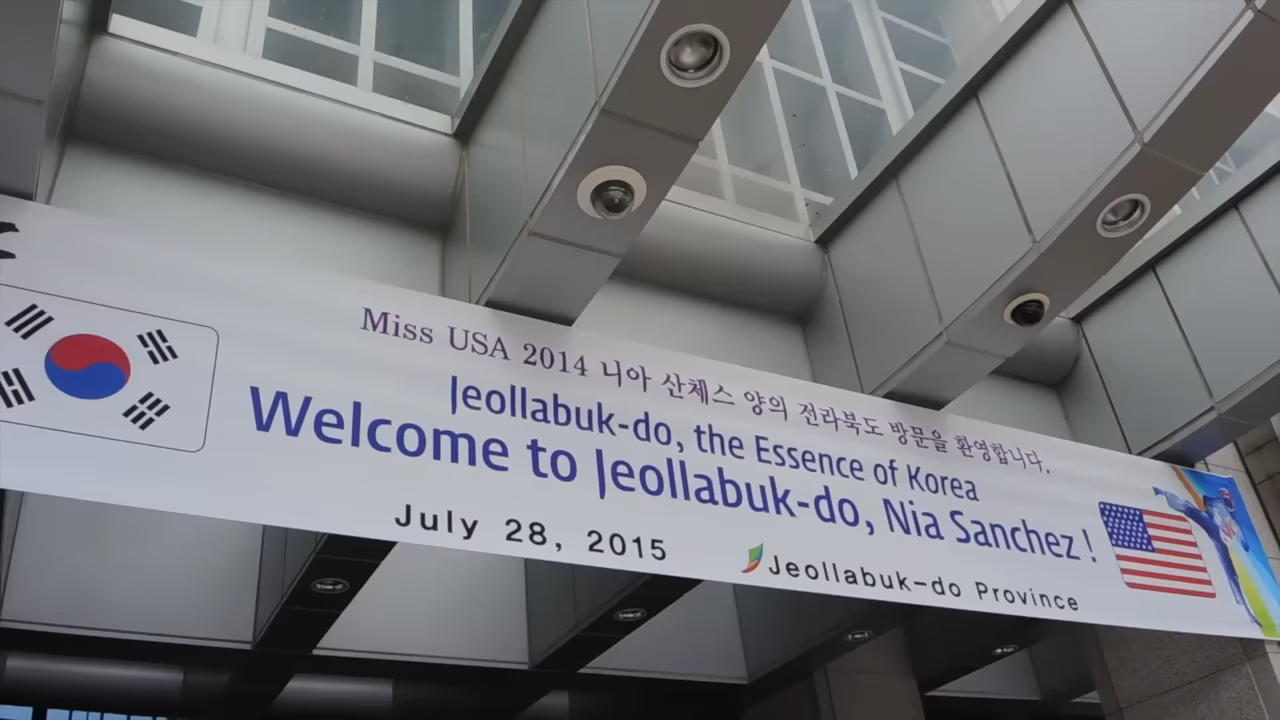 Miss USA 2014 니아 산체스 양의 전라북도 방문을 환영합니다.
Jeollabuk-do, the Essence of Korea
Welcome to Jeollabuk-do, Nia Sanchez!
July 28, 2015
Jeollabuk-do Province